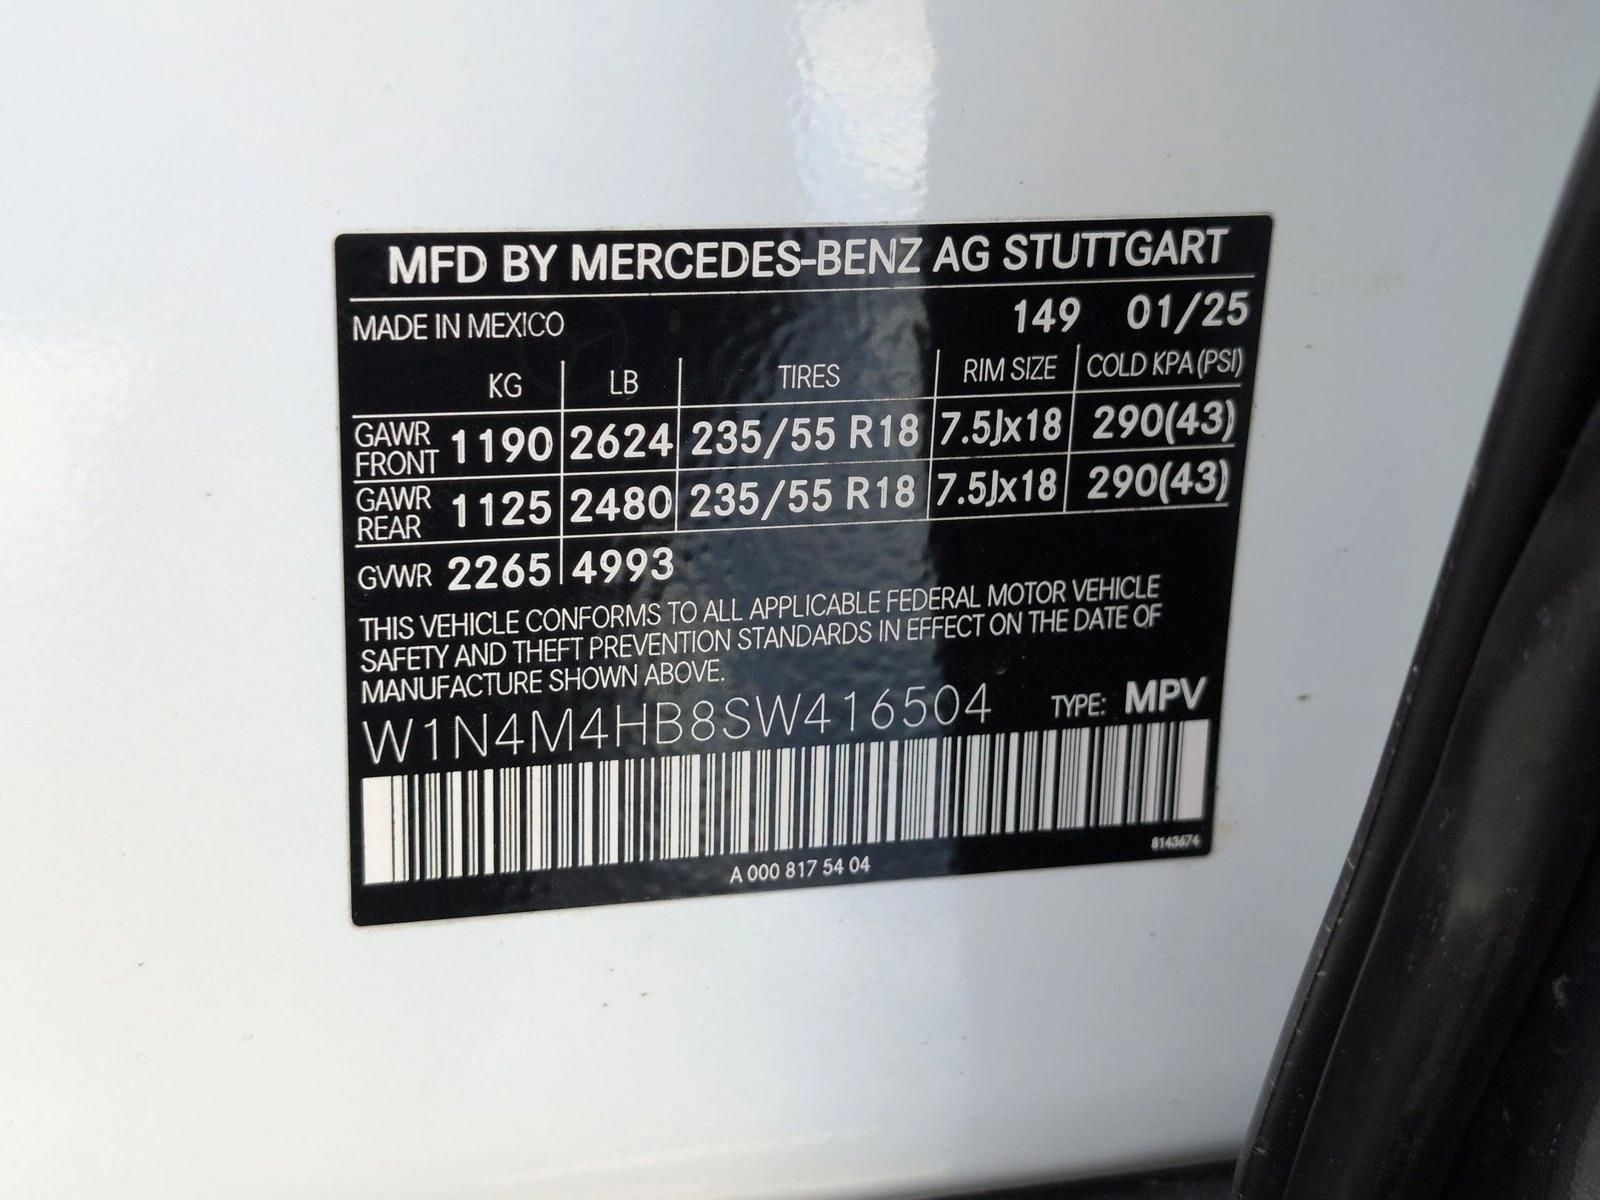 MFD BY MERCEDES-BENZ AG STUTTGART
MADE IN MEXICO 149 01/25
KG LB TIRES RIM SIZE COLD KPA (PSI)
GAWR FRONT 1190 2624 235/55 R18 7.5Jx18 290(43)
GAWR REAR 1125 2480 235/55 R18 7.5Jx18 290(43)
GVWR 2265 4993
THIS VEHICLE CONFORMS TO ALL APPLICABLE FEDERAL MOTOR VEHICLE
SAFETY AND THEFT PREVENTION STANDARDS IN EFFECT ON THE DATE OF
MANUFACTURE SHOWN ABOVE.
W1N4M4HB8SW416504 TYPE: MPV
8143674
A 000 817 54 04